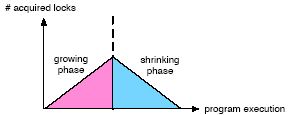 # acquired locks
growing
phase
shrinking
phase
program execution